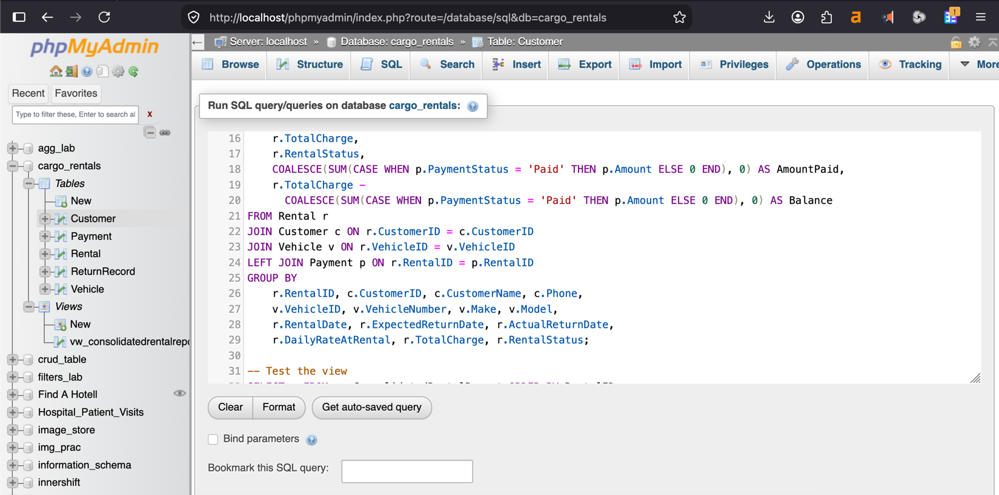 http://localhost/phpmyadmin/index.php?route=/database/sql&db=cargo_rentals
phpMyAdmin
Recent
Favorites
Type to filter these, Enter to search al
X
agg_lab
cargo_rentals
Tables
New
Customer
Payment
Rental
ReturnRecord
Vehicle
Views
New
vw_consolidatedrentalrepo
crud_table
filters_lab
Find A Hotell
Hospital_Patient_Visits
image_store
img_prac
information_schema
innershift
Server: localhost » Database: cargo_rentals » Table: Customer
Browse
Structure
SQL
Search
Insert
Export
Import
Privileges
Operations
Tracking
More
Run SQL query/queries on database cargo_rentals:
16 r.TotalCharge,
17 r.RentalStatus,
18 COALESCE(SUM(CASE WHEN p.PaymentStatus = 'Paid' THEN p.Amount ELSE 0 END), 0) AS AmountPaid,
19 r.TotalCharge -
20 COALESCE(SUM(CASE WHEN p.PaymentStatus = 'Paid' THEN p.Amount ELSE 0 END), 0) AS Balance
21 FROM Rental r
22 JOIN Customer c ON r.CustomerID = c.CustomerID
23 JOIN Vehicle v ON r.VehicleID = v.VehicleID
24 LEFT JOIN Payment p ON r.RentalID = p.RentalID
25 GROUP BY
26 r.RentalID, c.CustomerID, c.CustomerName, c.Phone,
27 v.VehicleID, v.VehicleNumber, v.Make, v.Model,
28 r.RentalDate, r.ExpectedReturnDate, r.ActualReturnDate,
29 r.DailyRateAtRental, r.TotalCharge, r.RentalStatus;
30
31 -- Test the view
Clear
Format
Get auto-saved query
Bind parameters
Bookmark this SQL query: